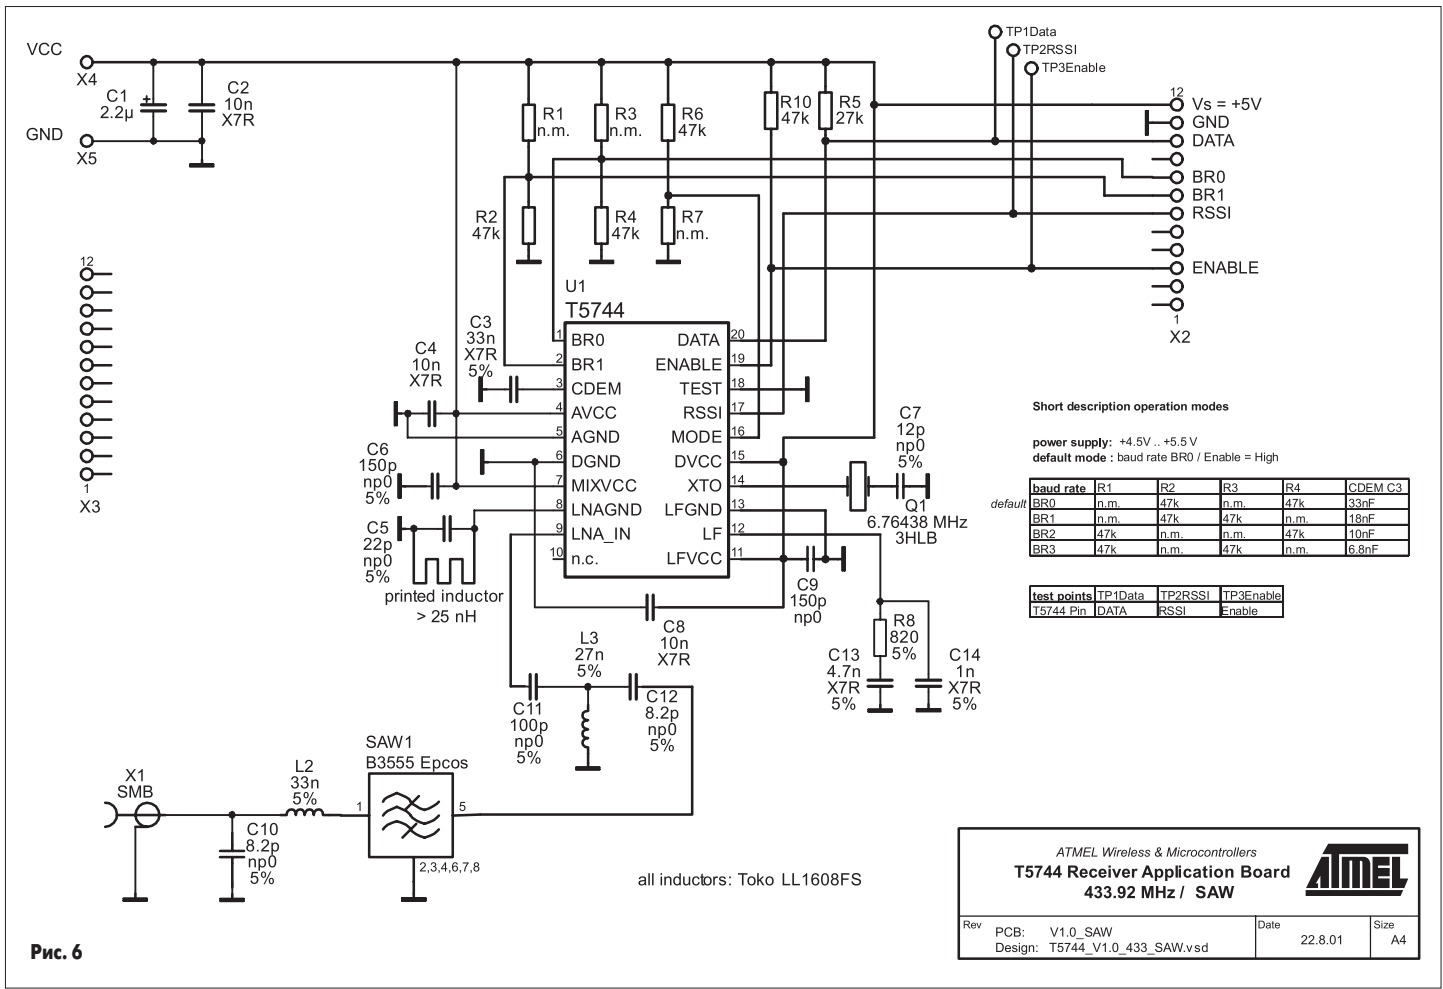 VCC
X4
C1
2.2µ
+
C2
10n
X7R
GND
X5
R1
n.m.
R3
n.m.
R6
47k
R10
47k
R5
27k
R2
47k
R4
47k
R7
n.m.
TP1Data
TP2RSSI
TP3Enable
12
Vs = +5V
GND
DATA
BR0
BR1
RSSI
ENABLE
1
X2
12
1
X3
U1
T5744
1 BR0
2 BR1
3 CDEM
4 AVCC
5 AGND
6 DGND
7 MIXVCC
8 LNAGND
9 LNA_IN
10 n.c.
DATA 20
ENABLE 19
TEST 18
RSSI 17
MODE 16
DVCC 15
XTO 14
LFGND 13
LF 12
LFVCC 11
C3
33n
X7R
5%
C4
10n
X7R
C6
150p
np0
5%
C5
22p
np0
5%
printed inductor
> 25 nH
C7
12p
np0
5%
Q1
6.76438 MHz
3HLB
C9
150p
np0
C8
10n
X7R
R8
820
5%
C13
4.7n
X7R
5%
C14
1n
X7R
5%
L3
27n
5%
C11
100p
np0
5%
C12
8.2p
np0
5%
SAW1
B3555 Epcos
1
5
2,3,4,6,7,8
X1
SMB
L2
33n
5%
C10
8.2p
np0
5%
all inductors: Toko LL1608FS
Short description operation modes
power supply: +4.5V .. +5.5 V
default mode : baud rate BR0 / Enable = High
baud rate R1 R2 R3 R4 CDEM C3
default BR0 n.m. 47k n.m. 47k 33nF
BR1 n.m. 47k 47k n.m. 18nF
BR2 47k n.m. n.m. 47k 10nF
BR3 47k n.m. 47k n.m. 6.8nF
test points TP1Data TP2RSSI TP3Enable
T5744 Pin DATA RSSI Enable
ATMEL Wireless & Microcontrollers
T5744 Receiver Application Board
433.92 MHz / SAW
ATMEL
Rev
PCB: V1.0_SAW
Design: T5744_V1.0_433_SAW.vsd
Date
22.8.01
Size
A4
Рис. 6